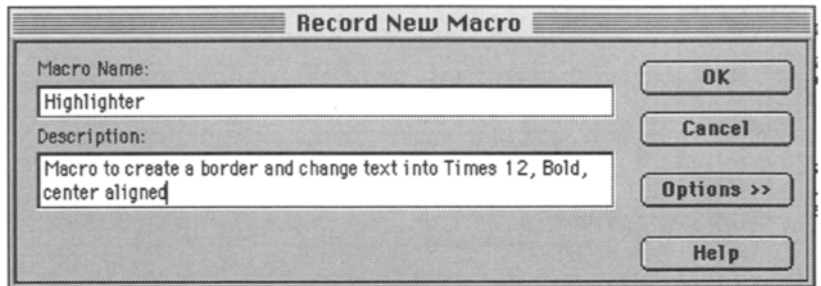 Record New Macro
Macro Name:
Highlighter
Description:
Macro to create a border and change text into Times 12, Bold,
center aligned
OK
Cancel
Options >>
Help